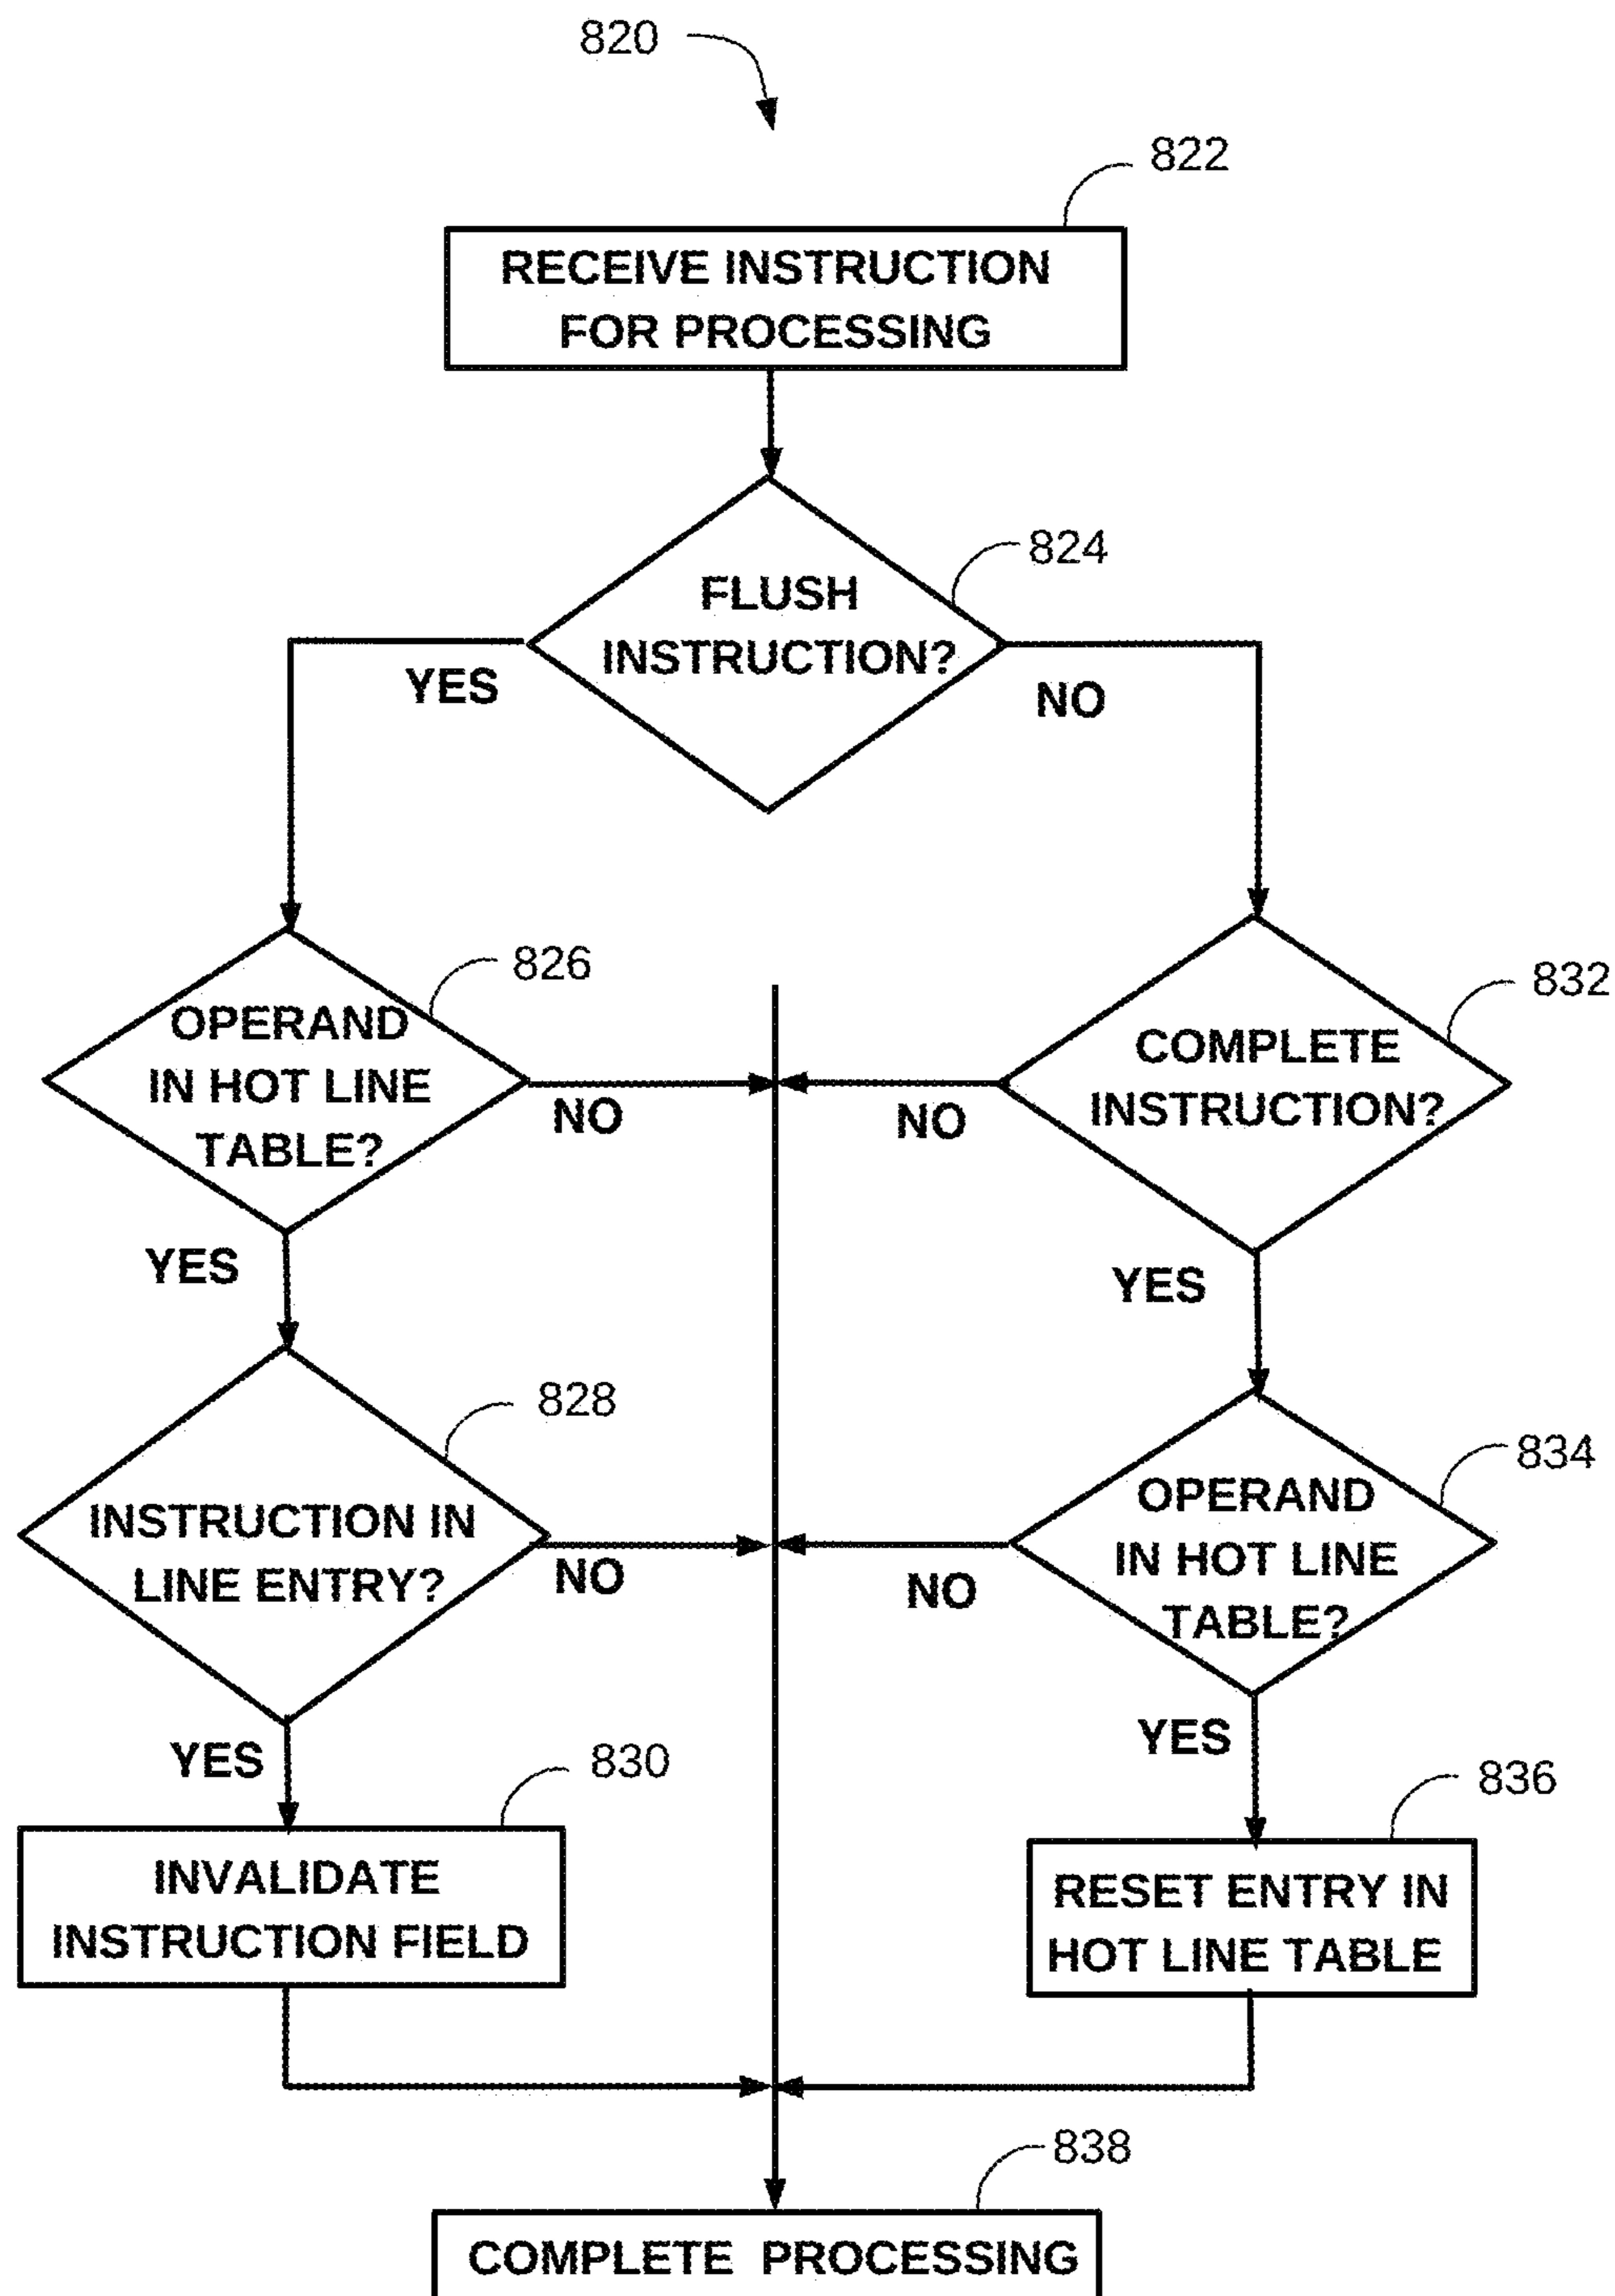 820
822
RECEIVE INSTRUCTION
FOR PROCESSING
824
FLUSH
INSTRUCTION?
YES
NO
826
OPERAND
IN HOT LINE
TABLE?
NO
YES
832
COMPLETE
INSTRUCTION?
NO
YES
828
INSTRUCTION IN
LINE ENTRY?
NO
YES
834
OPERAND
IN HOT LINE
TABLE?
NO
YES
830
INVALIDATE
INSTRUCTION FIELD
836
RESET ENTRY IN
HOT LINE TABLE
838
COMPLETE PROCESSING